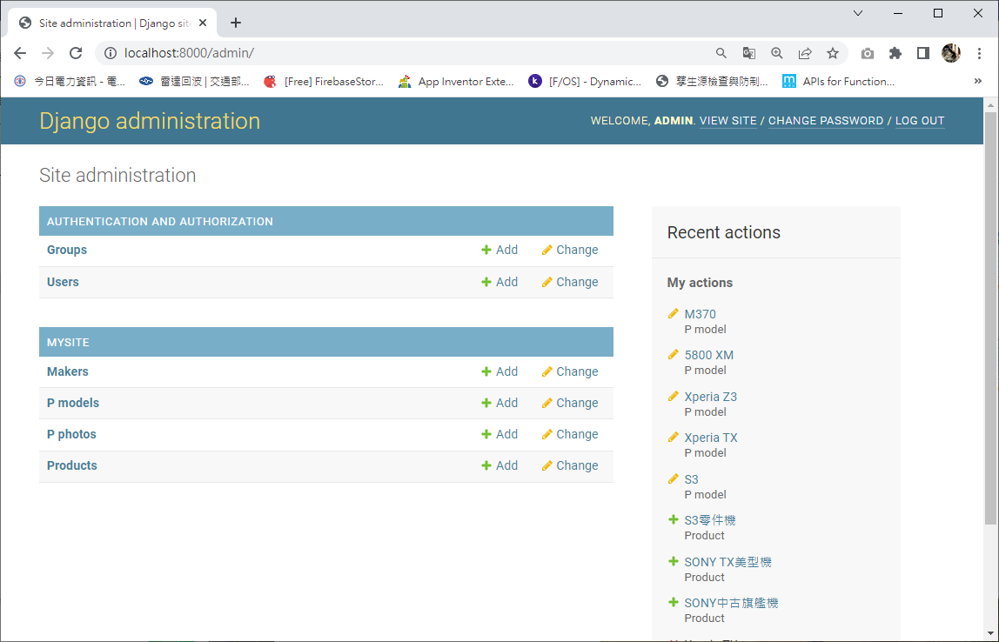 Site administration | Django sit
localhost:8000/admin/
今日電力資訊 - 電...
雷達回波 | 交通部...
[Free] FirebaseStor...
App Inventor Exte...
[F/OS] - Dynamic...
孳生源檢查與防制...
APIs for Function...
Django administration
WELCOME, ADMIN. VIEW SITE / CHANGE PASSWORD / LOG OUT
Site administration
AUTHENTICATION AND AUTHORIZATION
Groups Add Change
Users Add Change
MYSITE
Makers Add Change
P models Add Change
P photos Add Change
Products Add Change
Recent actions
My actions
M370
P model
5800 XM
P model
Xperia Z3
P model
Xperia TX
P model
S3
P model
S3零件機
Product
SONY TX美型機
Product
SONY中古旗艦機
Product